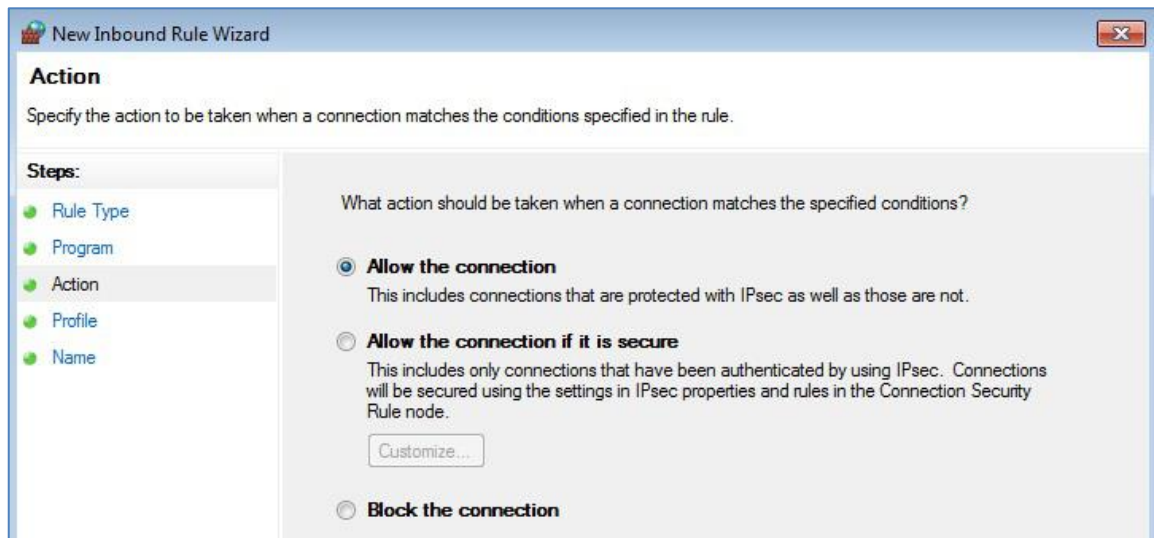 New Inbound Rule Wizard
Action
Specify the action to be taken when a connection matches the conditions specified in the rule.
Steps:
Rule Type
Program
Action
Profile
Name
What action should be taken when a connection matches the specified conditions?
Allow the connection
This includes connections that are protected with IPsec as well as those are not.
Allow the connection if it is secure
This includes only connections that have been authenticated by using IPsec. Connections
will be secured using the settings in IPsec properties and rules in the Connection Security
Rule node.
Customize...
Block the connection